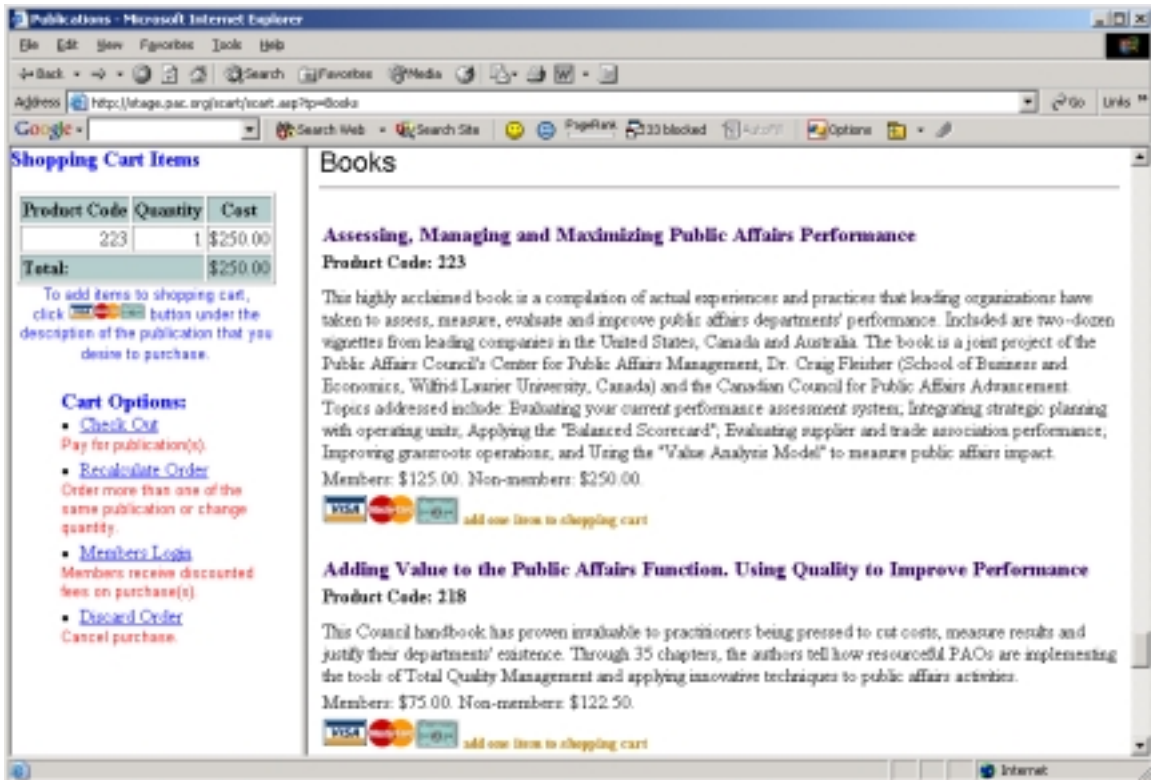 Publications - Microsoft Internet Explorer
File Edit View Favorites Tools Help
Back Search Favorites Media
Address http://stage.pac.org/scart/scart.asp?tp=Books Go Links
Google Search Web Search Site PageRank 233 blocked AutoFill Options
Shopping Cart Items
Product Code Quantity Cost
223 1 $250.00
Total: $250.00
To add items to shopping cart,
click button under the
description of the publication that you
desire to purchase.
Cart Options:
Check Out
Pay for publication(s).
Recalculate Order
Order more than one of the
same publication or change
quantity.
Members Login
Members receive discounted
fees on purchase(s).
Discard Order
Cancel purchase.
Books
Assessing, Managing and Maximizing Public Affairs Performance
Product Code: 223
This highly acclaimed book is a compilation of actual experiences and practices that leading organizations have
taken to assess, measure, evaluate and improve public affairs departments' performance. Included are two-dozen
vignettes from leading companies in the United States, Canada and Australia. The book is a joint project of the
Public Affairs Council's Center for Public Affairs Management, Dr. Craig Fleisher (School of Business and
Economics, Wilfrid Laurier University, Canada) and the Canadian Council for Public Affairs Advancement.
Topics addressed include: Evaluating your current performance assessment system; Integrating strategic planning
with operating units; Applying the "Balanced Scorecard"; Evaluating supplier and trade association performance;
Improving grassroots operations; and Using the "Value Analysis Model" to measure public affairs impact.
Members: $125.00. Non-members: $250.00.
VISA MasterCard add one item to shopping cart
Adding Value to the Public Affairs Function. Using Quality to Improve Performance
Product Code: 218
This Council handbook has proven invaluable to practitioners being pressed to cut costs, measure results and
justify their departments' existence. Through 35 chapters, the authors tell how resourceful PAOs are implementing
the tools of Total Quality Management and applying innovative techniques to public affairs activities.
Members: $75.00. Non-members: $122.50.
VISA MasterCard add one item to shopping cart
Internet